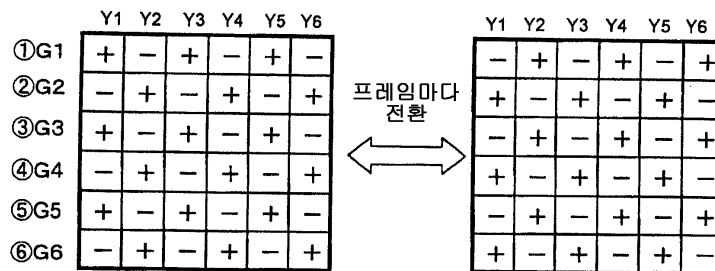 Y1 Y2 Y3 Y4 Y5 Y6
①G1 + − + − + −
②G2 − + − + − +
③G3 + − + − + −
④G4 − + − + − +
⑤G5 + − + − + −
⑥G6 − + − + − +
프레임마다
전환
Y1 Y2 Y3 Y4 Y5 Y6
− + − + − +
+ − + − + −
− + − + − +
+ − + − + −
− + − + − +
+ − + − + −